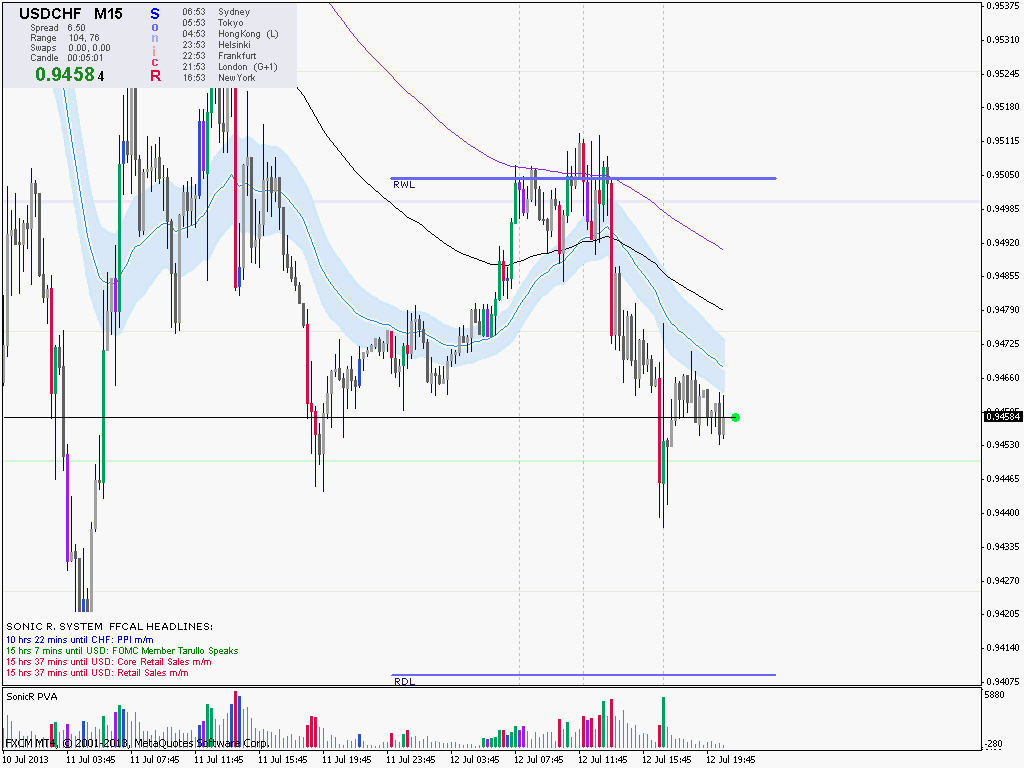 USDCHF M15
Spread 6.50
Range 104, 76
Swaps 0.00, 0.00
Candle 00:05:01
0.94584
S
o
n
i
c
R
06:53 Sydney
05:53 Tokyo
04:53 HongKong (L)
23:53 Helsinki
22:53 Frankfurt
21:53 London (G+1)
16:53 NewYork
RWL
RDL
0.95375
0.95310
0.95245
0.95180
0.95115
0.95050
0.94985
0.94920
0.94855
0.94790
0.94725
0.94660
0.94595
0.94584
0.94530
0.94465
0.94400
0.94335
0.94270
0.94205
0.94140
0.94075
SONIC R. SYSTEM FFCAL HEADLINES:
10 hrs 22 mins until CHF: PPI m/m
15 hrs 7 mins until USD: FOMC Member Tarullo Speaks
15 hrs 37 mins until USD: Core Retail Sales m/m
15 hrs 37 mins until USD: Retail Sales m/m
SonicR PVA
5880
-280
FXCM MT4, © 2001-2013, MetaQuotes Software Corp.
10 Jul 2013 11 Jul 03:45 11 Jul 07:45 11 Jul 11:45 11 Jul 15:45 11 Jul 19:45 11 Jul 23:45 12 Jul 03:45 12 Jul 07:45 12 Jul 11:45 12 Jul 15:45 12 Jul 19:45